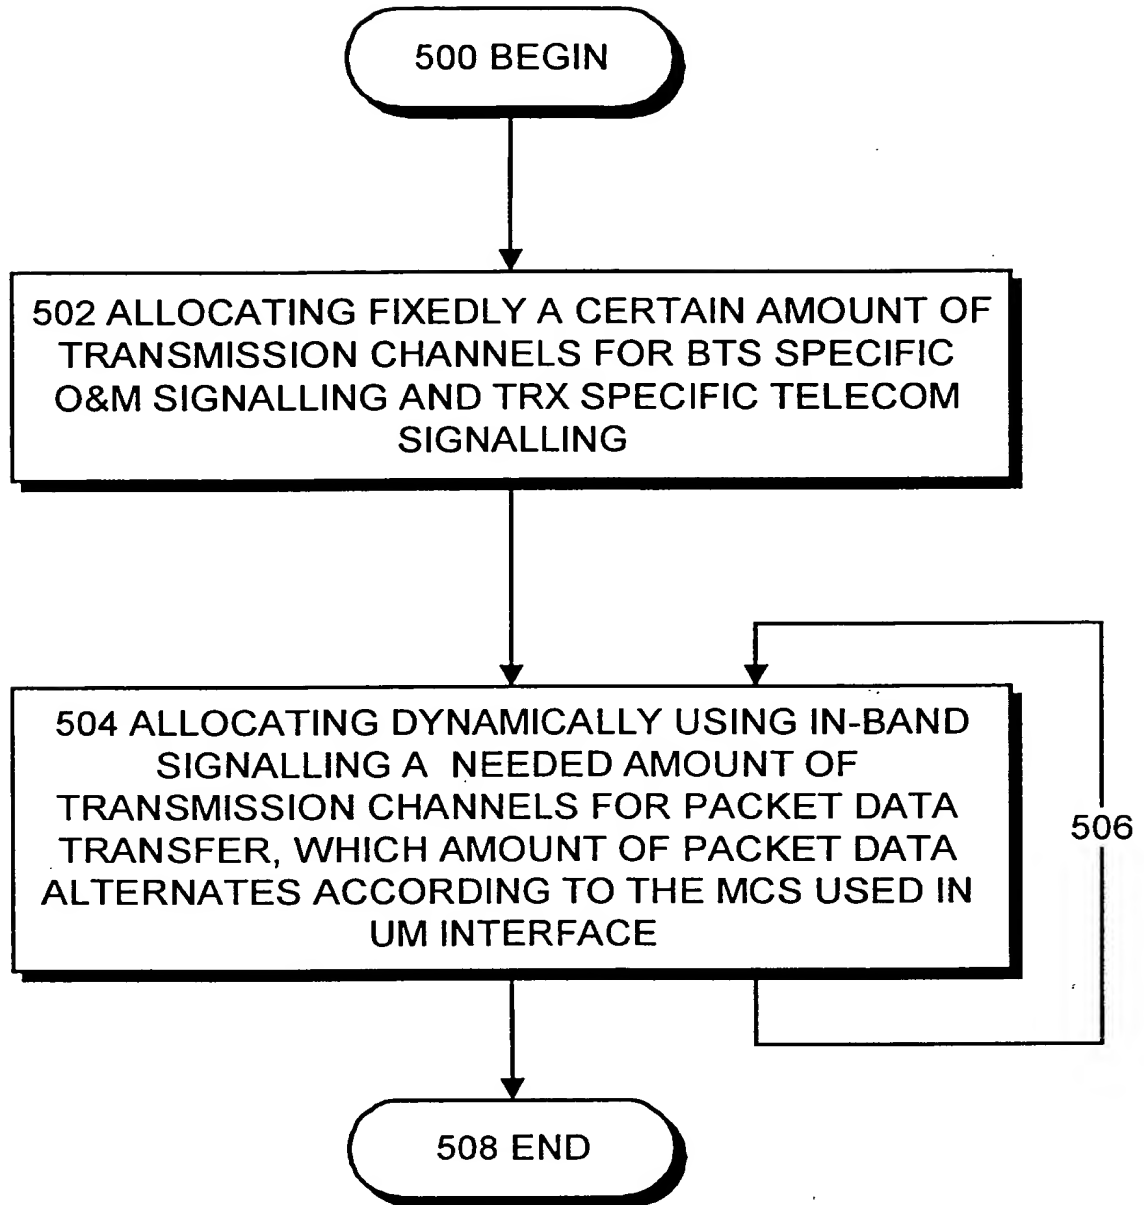 500 BEGIN
502 ALLOCATING FIXEDLY A CERTAIN AMOUNT OF
TRANSMISSION CHANNELS FOR BTS SPECIFIC
O&M SIGNALLING AND TRX SPECIFIC TELECOM
SIGNALLING
504 ALLOCATING DYNAMICALLY USING IN-BAND
SIGNALLING A NEEDED AMOUNT OF
TRANSMISSION CHANNELS FOR PACKET DATA
TRANSFER, WHICH AMOUNT OF PACKET DATA
ALTERNATES ACCORDING TO THE MCS USED IN
UM INTERFACE
506
508 END